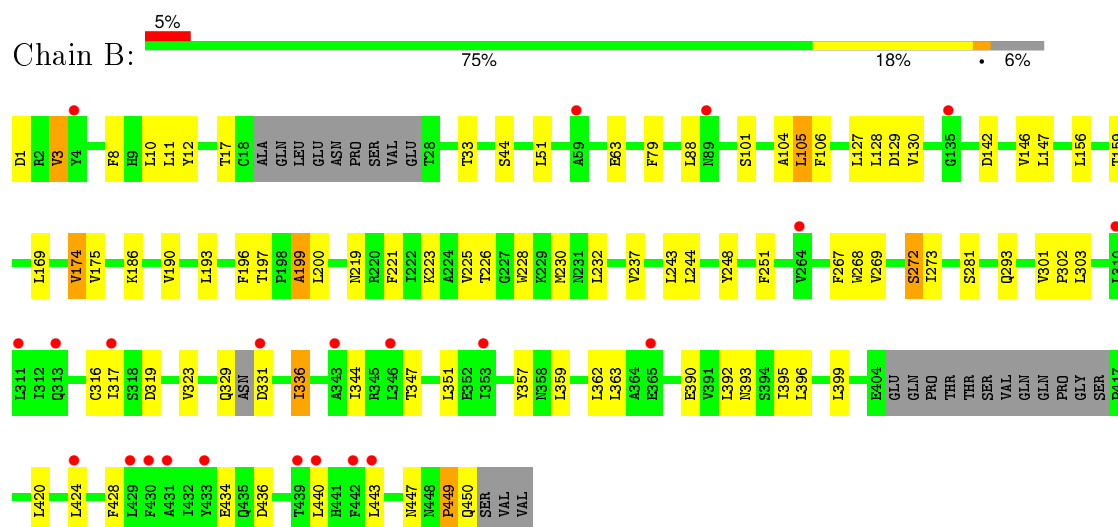 5%
Chain B:
75% 18% • 6%
D1 R2 V3 Y4 F8 H9 L10 L11 Y12 T17 C18 ALA GLN LEU GLU ASN PRO SER VAL GLU T28 T33 S44 L51 A59 E63 F79 L88 N89 S101 A104 L105 F106 L127 L128 D129 V130 G135 D142 V146 L147 L156 T159
L169 V174 V175 K186 V190 L193 F196 T197 P198 A199 L200 N219 R220 F221 I222 K223 A224 V225 T226 G227 W228 K229 M230 N231 L232 V237 L243 L244 Y248 F251 V264 F267 W268 V269 S272 I273 S281 Q293 V301 P302 L303 L310
L311 I312 Q313 C316 I317 S318 D319 V323 Q329 ASN D331 I336 A343 I344 R345 L346 T347 L351 E352 I353 Y357 N358 L359 L362 L363 A364 E365 E390 V391 L392 N393 S394 I395 L396 L399 E404 GLU GLN PRO THR THR SER VAL GLN GLN PRO GLY SER P417
L420 L424 F428 L429 F430 A431 I432 Y433 E434 Q435 D436 T439 L440 H441 F442 L443 N447 N448 P449 Q450 SER VAL VAL